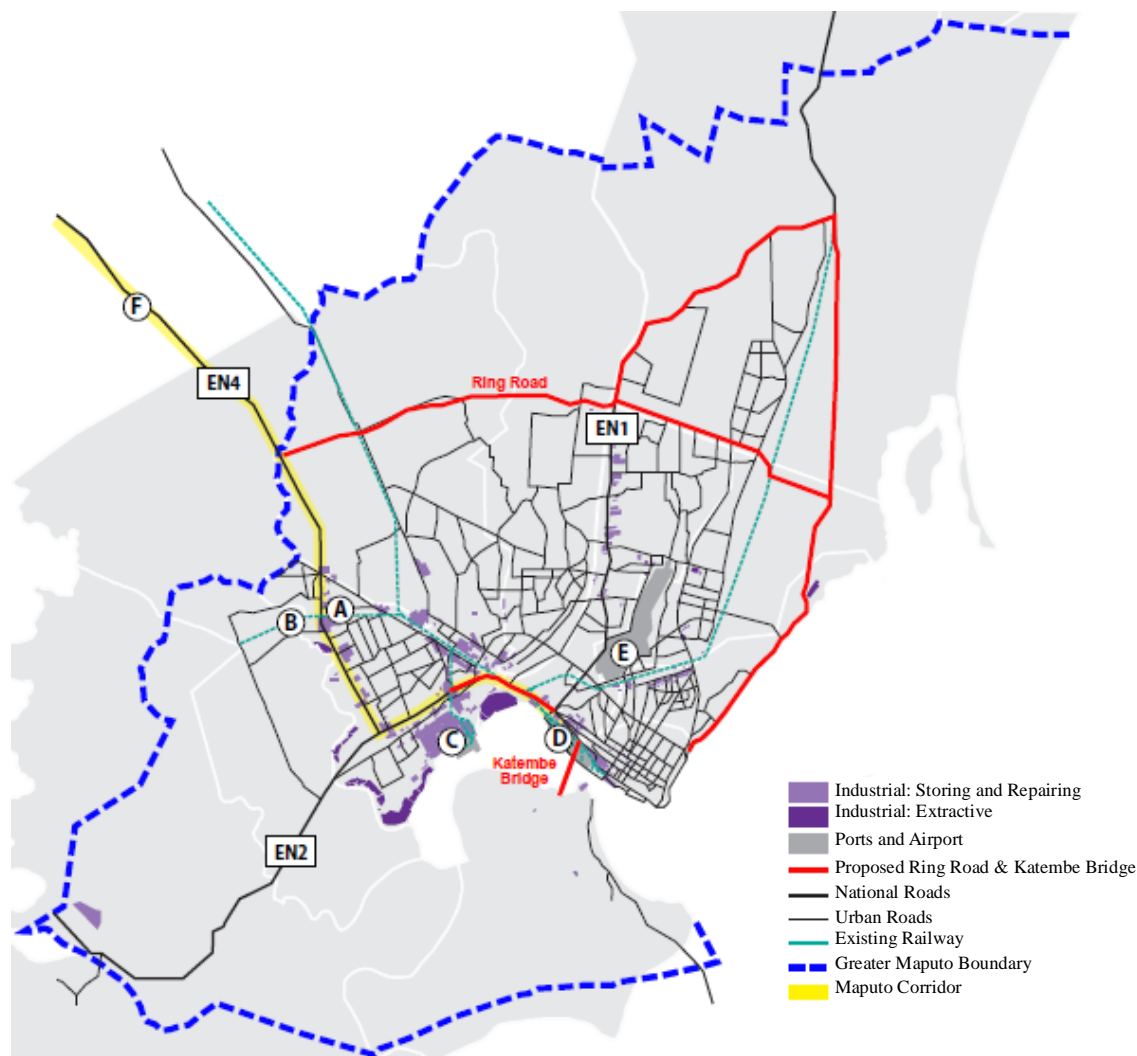 F
EN4
Ring Road
EN1
A
B
E
C
D
Katembe
Bridge
EN2
Industrial: Storing and Repairing
Industrial: Extractive
Ports and Airport
Proposed Ring Road & Katembe Bridge
National Roads
Urban Roads
Existing Railway
Greater Maputo Boundary
Maputo Corridor